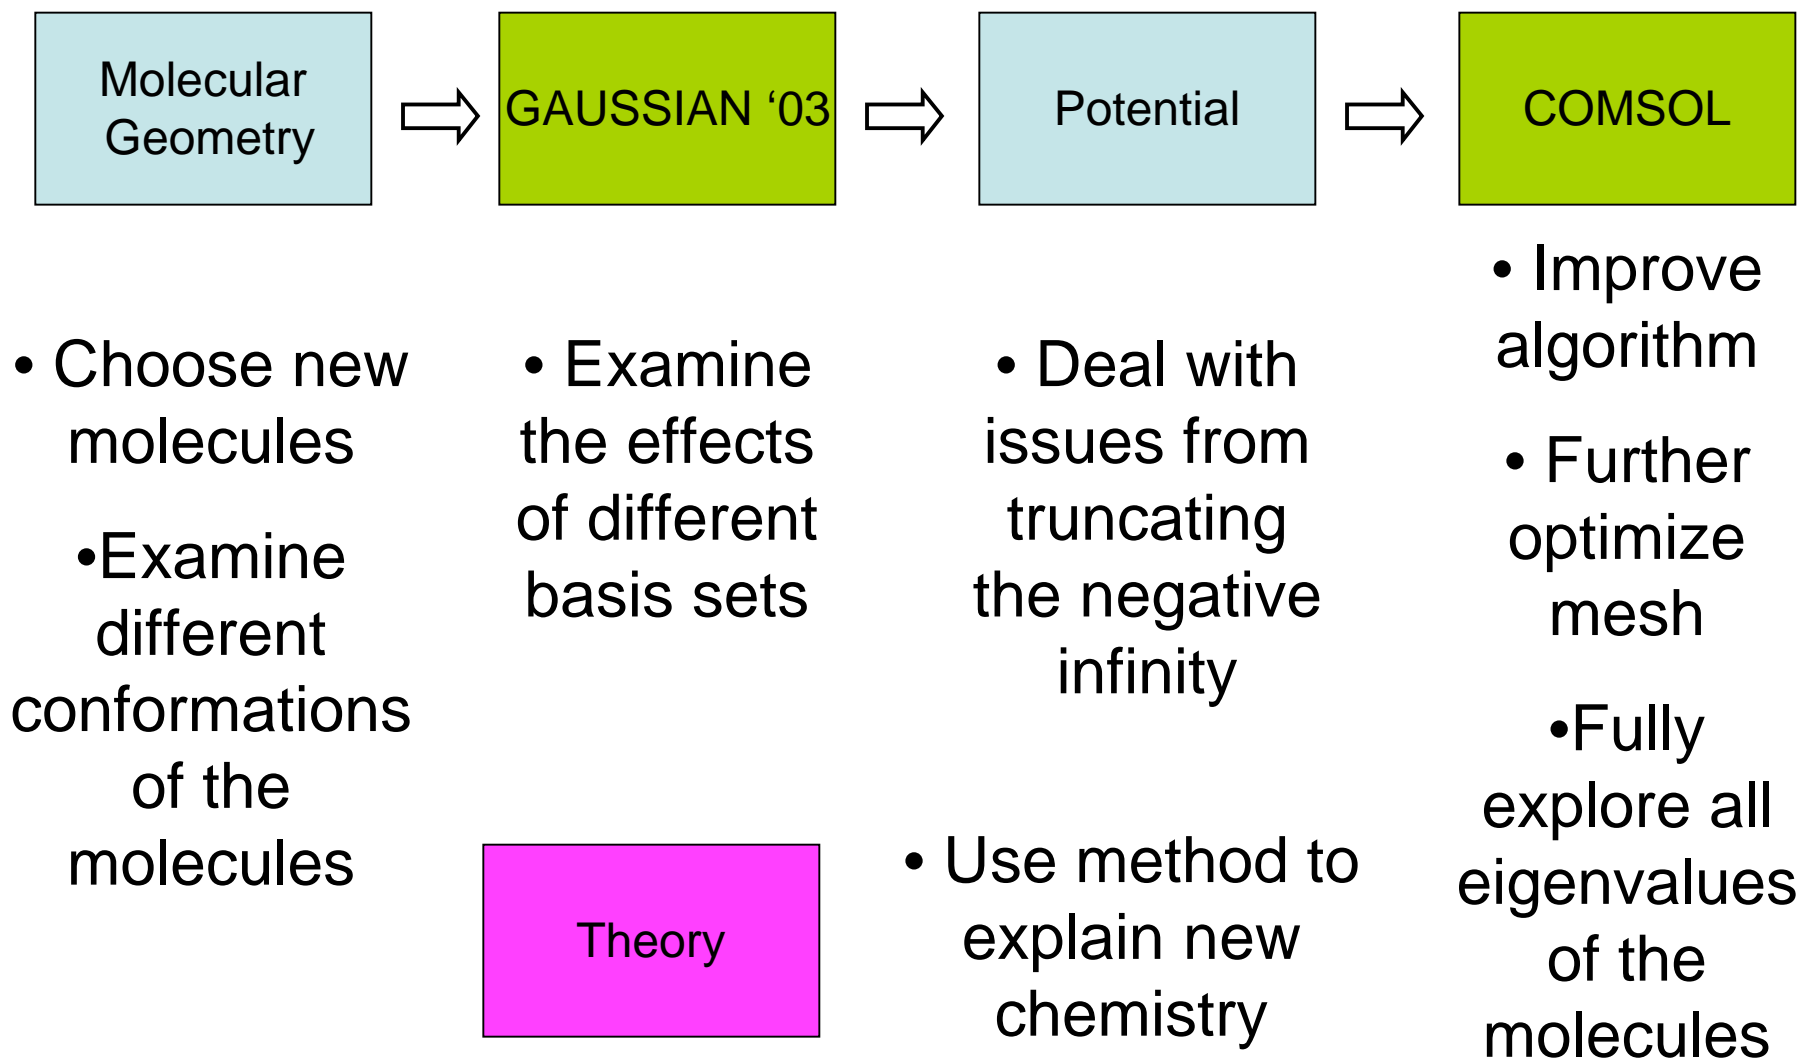 Molecular
Geometry
GAUSSIAN ‘03
Potential
COMSOL
• Choose new
molecules
•Examine
different
conformations
of the
molecules
• Examine
the effects
of different
basis sets
• Deal with
issues from
truncating
the negative
infinity
• Improve
algorithm
• Further
optimize
mesh
•Fully
explore all
eigenvalues
of the
molecules
Theory
• Use method to
explain new
chemistry